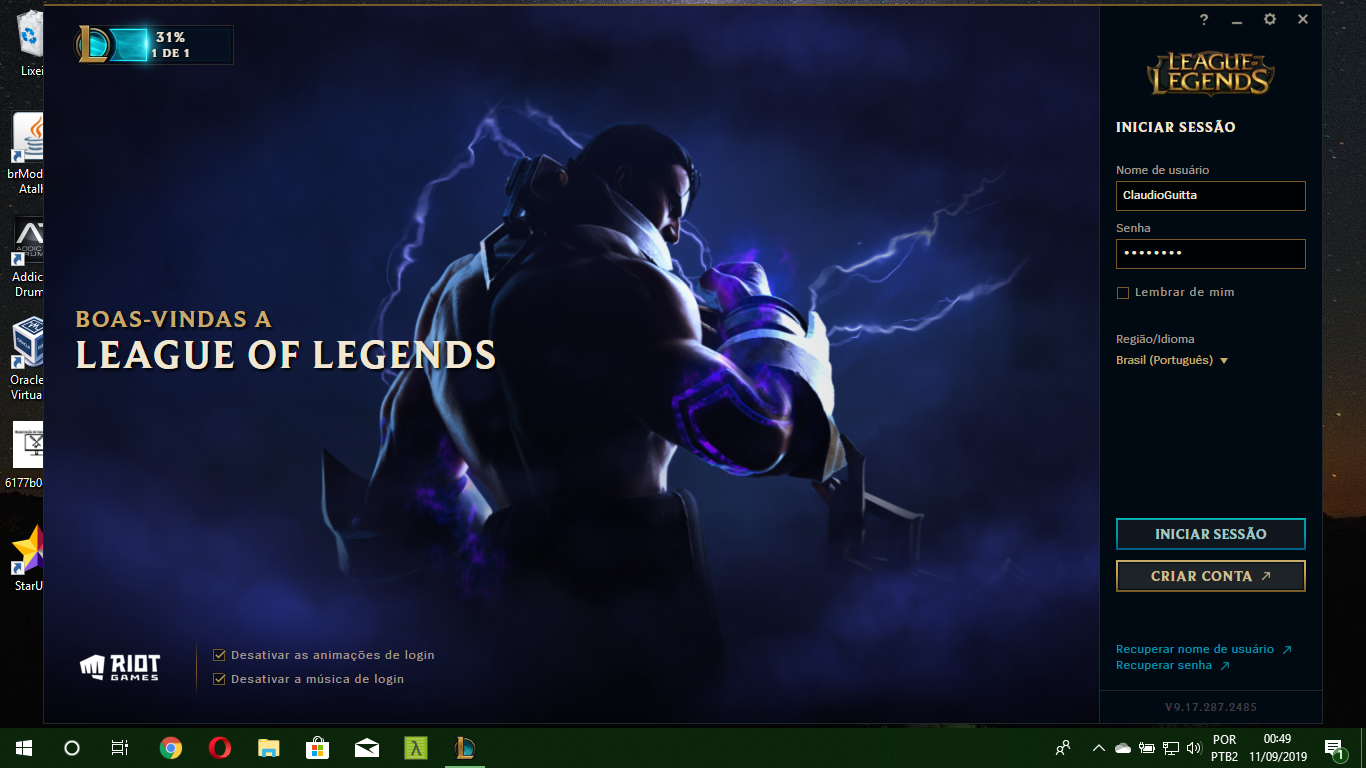 Lixei
brMod
Atall
ADDIC
Addic
Drum
Oracle
Virtua
6177b0
StarU
31%
1 DE 1
BOAS-VINDAS A
LEAGUE OF LEGENDS
RIOT
GAMES
Desativar as animações de login
Desativar a música de login
?
LEAGUE OF
LEGENDS
INICIAR SESSÃO
Nome de usuário
ClaudioGuitta
Senha
••••••••
Lembrar de mim
Região/Idioma
Brasil (Português)
INICIAR SESSÃO
CRIAR CONTA
Recuperar nome de usuário
Recuperar senha
V9.17.287.2485
POR
PTB2
00:49
11/09/2019
1